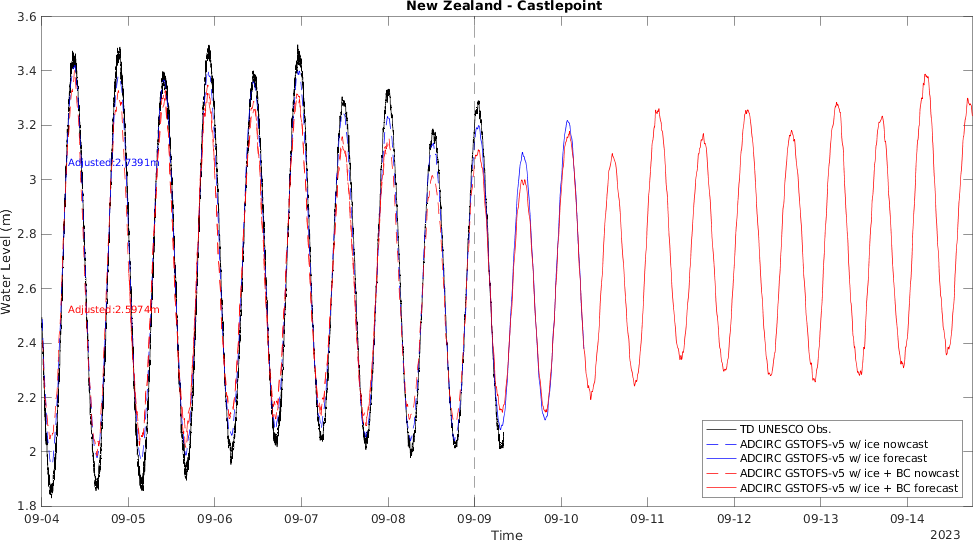 New Zealand - Castlepoint
3.6
3.4
3.2
3
2.8
2.6
2.4
2.2
2
1.8
Water Level (m)
Adjusted:2.7391m
Adjusted:2.5974m
TD UNESCO Obs.
ADCIRC GSTOFS-v5 w/ ice nowcast
ADCIRC GSTOFS-v5 w/ ice forecast
ADCIRC GSTOFS-v5 w/ ice + BC nowcast
ADCIRC GSTOFS-v5 w/ ice + BC forecast
09-04 09-05 09-06 09-07 09-08 09-09 09-10 09-11 09-12 09-13 09-14
Time
2023